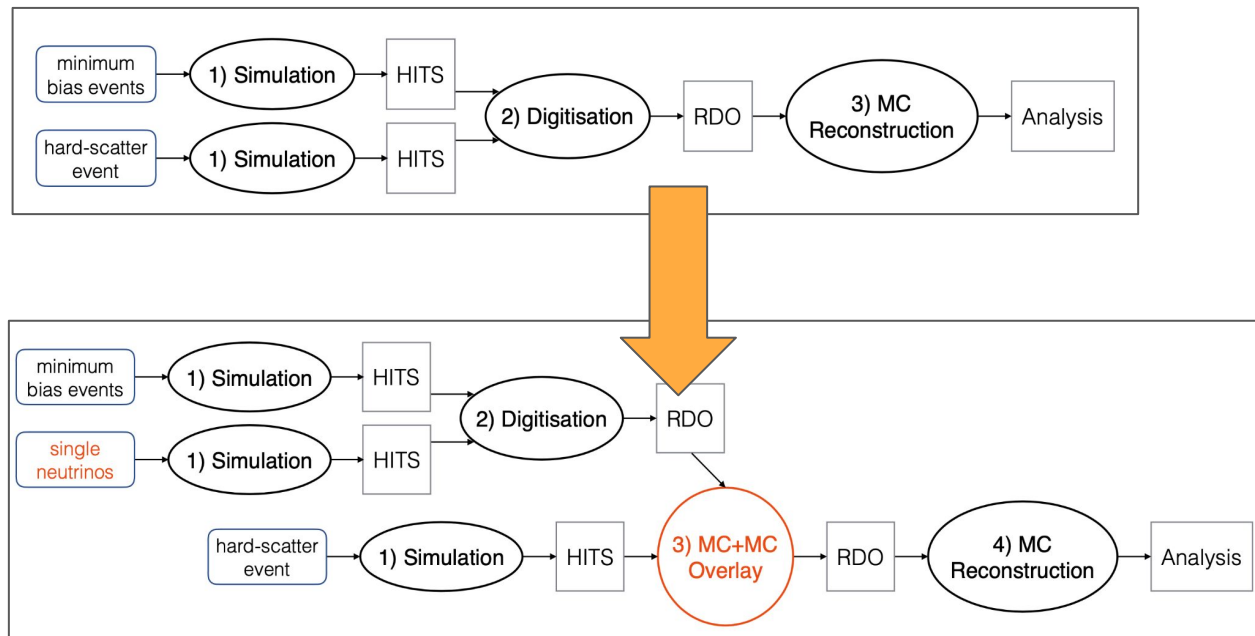 minimum
bias events
1) Simulation
HITS
hard-scatter
event
1) Simulation
HITS
2) Digitisation
RDO
3) MC
Reconstruction
Analysis
minimum
bias events
1) Simulation
HITS
single
neutrinos
1) Simulation
HITS
2) Digitisation
RDO
hard-scatter
event
1) Simulation
HITS
3) MC+MC
Overlay
RDO
4) MC
Reconstruction
Analysis